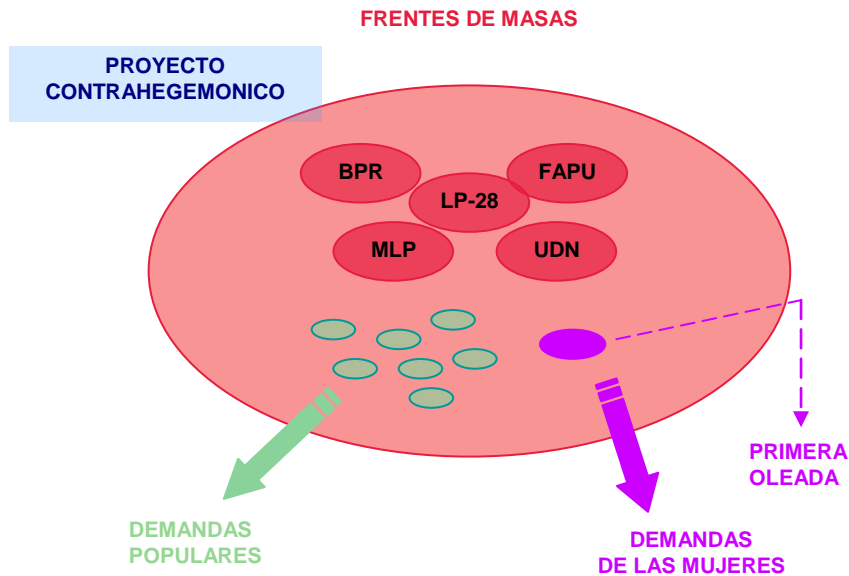 FRENTES DE MASAS
PROYECTO
CONTRAHEGEMONICO
BPR
FAPU
LP-28
MLP
UDN
PRIMERA
OLEADA
DEMANDAS
POPULARES
DEMANDAS
DE LAS MUJERES